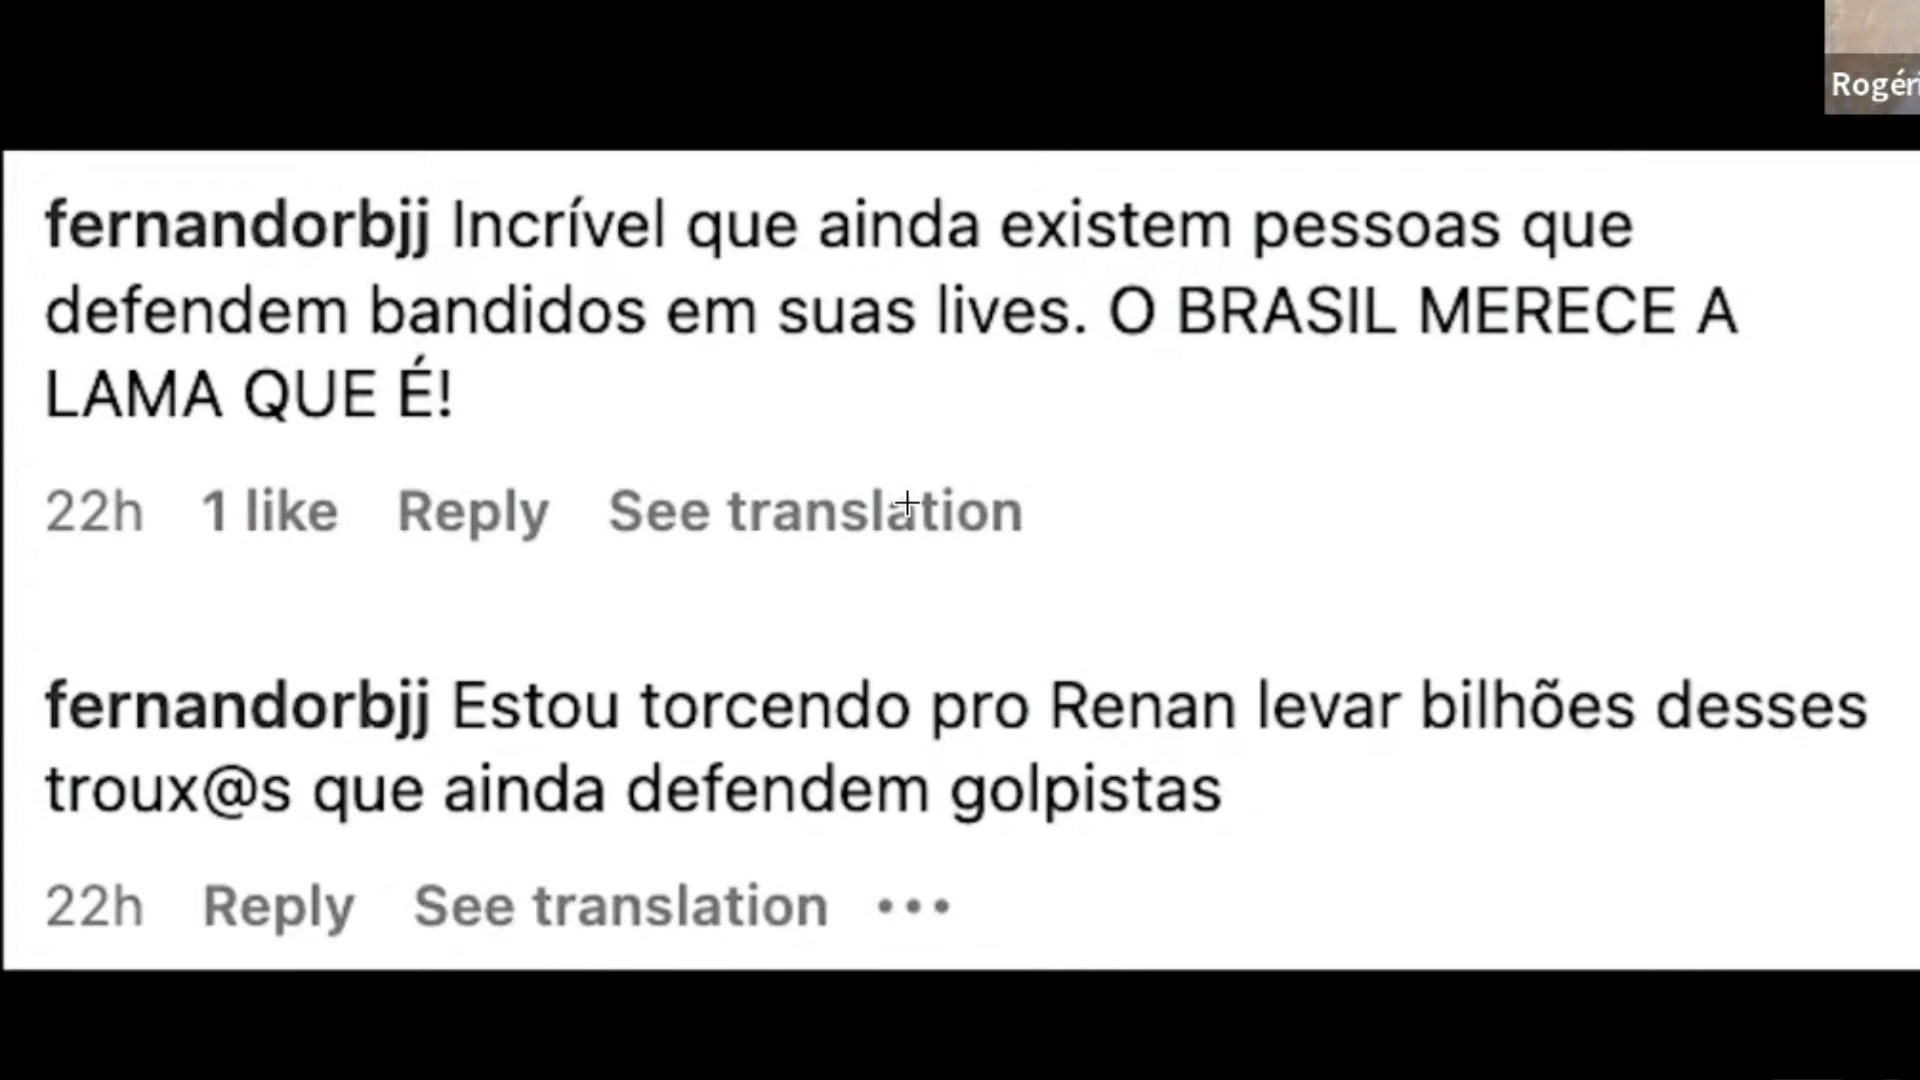 Rogéri
fernandorbjj Incrível que ainda existem pessoas que
defendem bandidos em suas lives. O BRASIL MERECE A
LAMA QUE É!
22h 1 like Reply See translation
fernandorbjj Estou torcendo pro Renan levar bilhões desses
troux@s que ainda defendem golpistas
22h Reply See translation •••